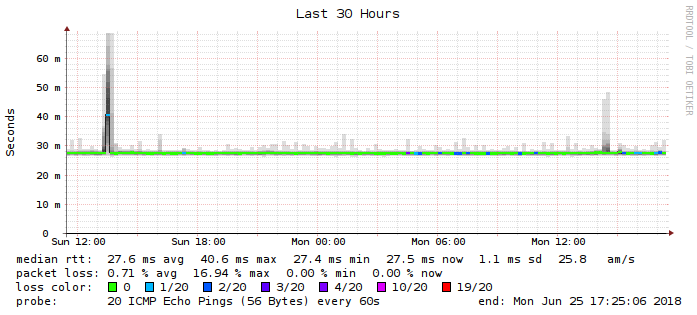 Last 30 Hours
RRDTOOL / TOBI OETIKER
Seconds
60 m
50 m
40 m
30 m
20 m
10 m
0
Sun 12:00 Sun 18:00 Mon 00:00 Mon 06:00 Mon 12:00
median rtt: 27.6 ms avg 40.6 ms max 27.4 ms min 27.5 ms now 1.1 ms sd 25.8 am/s
packet loss: 0.71 % avg 16.94 % max 0.00 % min 0.00 % now
loss color: 0 1/20 2/20 3/20 4/20 10/20 19/20
probe: 20 ICMP Echo Pings (56 Bytes) every 60s end: Mon Jun 25 17:25:06 2018